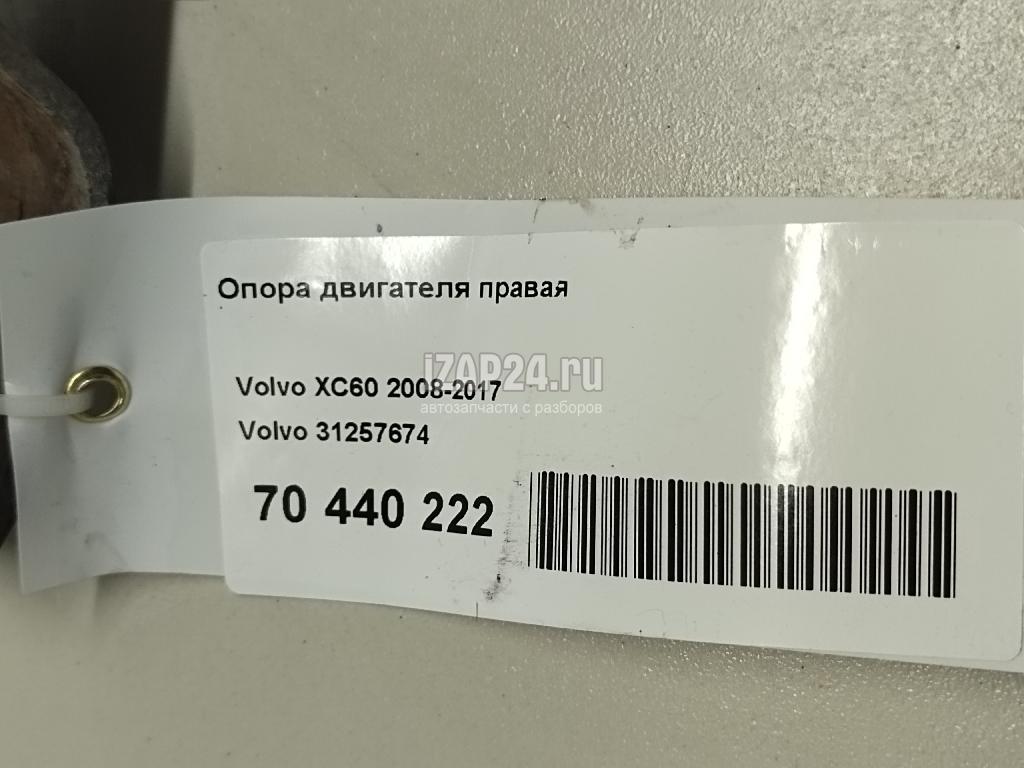 Опора двигателя правая
iZAP24.ru
Volvo XC60 2008-2017
автозапчасти с разборов
Volvo 31257674
70 440 222